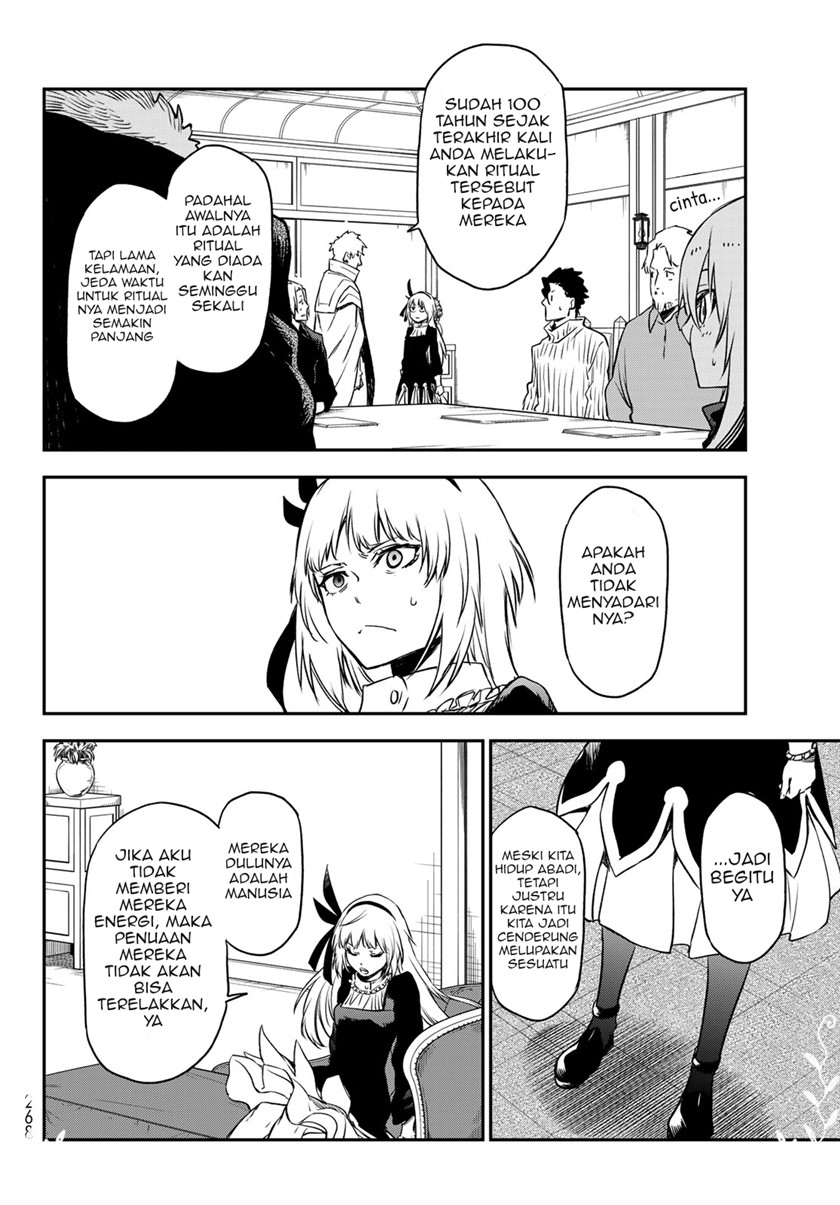 SUDAH 100
TAHUN SEJAK
TERAKHIR KALI
ANDA MELAKU-
KAN RITUAL
TERSEBUT
KEPADA
MEREKA
cinta...
PADAHAL
AWALNYA
ITU ADALAH
RITUAL
YANG DIADA
KAN
SEMINGGU
SEKALI
TAPI LAMA
KELAMAAN,
JEDA WAKTU
UNTUK RITUAL
NYA MENJADI
SEMAKIN
PANJANG
APAKAH
ANDA
TIDAK
MENYADARI
NYA?
...JADI
BEGITU
YA
MESKI KITA
HIDUP ABADI,
TETAPI
JUSTRU
KARENA ITU
KITA JADI
CENDERUNG
MELUPAKAN
SESUATU
MEREKA
DULUNYA
ADALAH
MANUSIA
JIKA AKU
TIDAK
MEMBERI
MEREKA
ENERGI, MAKA
PENUAAN
MEREKA
TIDAK AKAN
BISA
TERELAKKAN,
YA
268